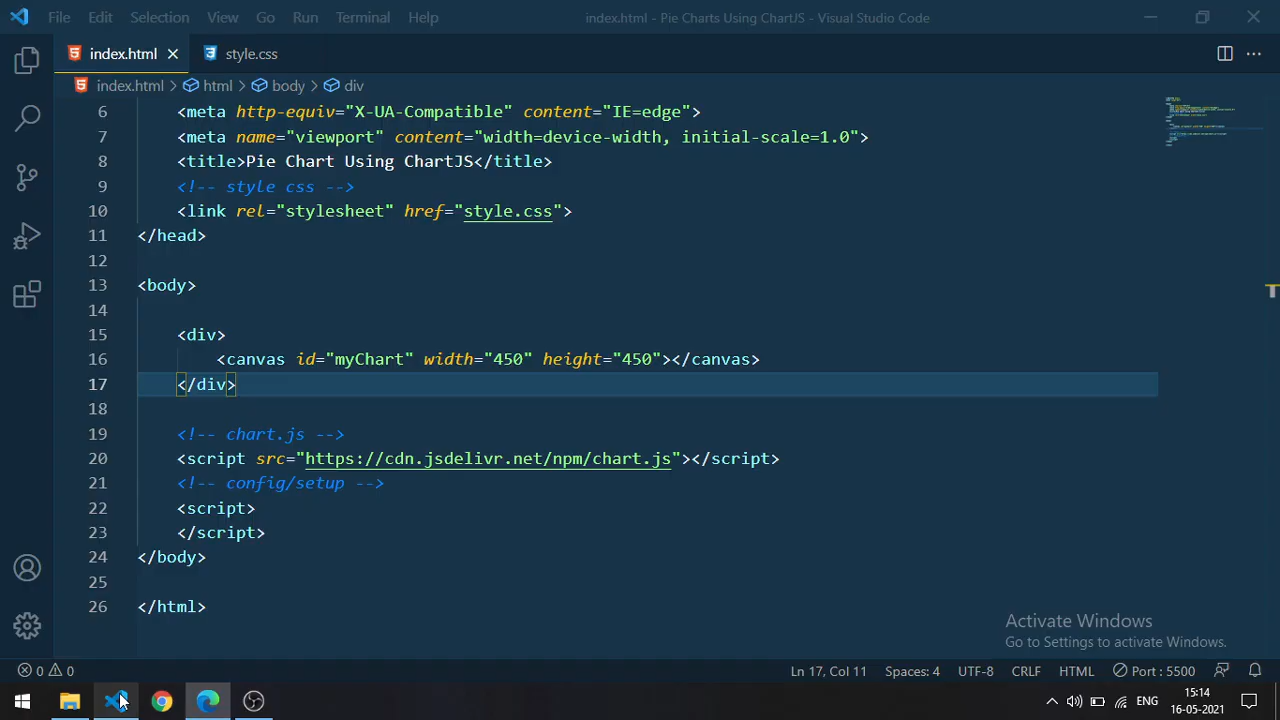 File Edit Selection View Go Run Terminal Help index.html - Pie Charts Using ChartJS - Visual Studio Code
index.html style.css
index.html > html > body > div
6 <meta http-equiv="X-UA-Compatible" content="IE=edge">
7 <meta name="viewport" content="width=device-width, initial-scale=1.0">
8 <title>Pie Chart Using ChartJS</title>
9 <!-- style css -->
10 <link rel="stylesheet" href="style.css">
11 </head>
12
13 <body>
14
15 <div>
16 <canvas id="myChart" width="450" height="450"></canvas>
17 </div>
18
19 <!-- chart.js -->
20 <script src="https://cdn.jsdelivr.net/npm/chart.js"></script>
21 <!-- config/setup -->
22 <script>
23 </script>
24 </body>
25
26 </html>
Activate Windows
Go to Settings to activate Windows.
0 0 Ln 17, Col 11 Spaces: 4 UTF-8 CRLF HTML Port : 5500
ENG 15:14
16-05-2021